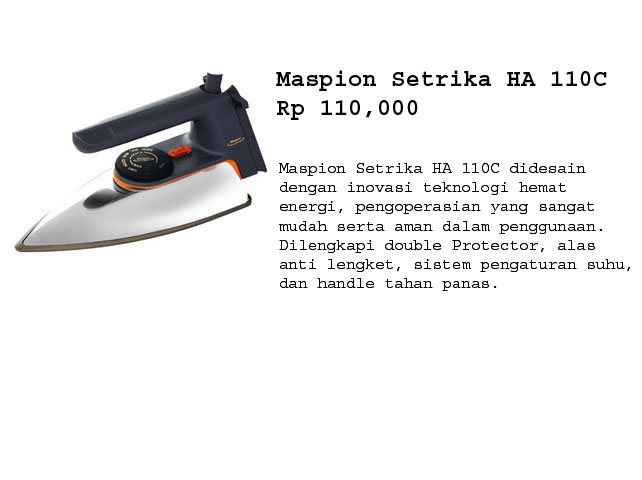 Maspion Setrika HA 110C
Rp 110,000
Maspion Setrika HA 110C didesain
dengan inovasi teknologi hemat
energi, pengoperasian yang sangat
mudah serta aman dalam penggunaan.
Dilengkapi double Protector, alas
anti lengket, sistem pengaturan suhu,
dan handle tahan panas.